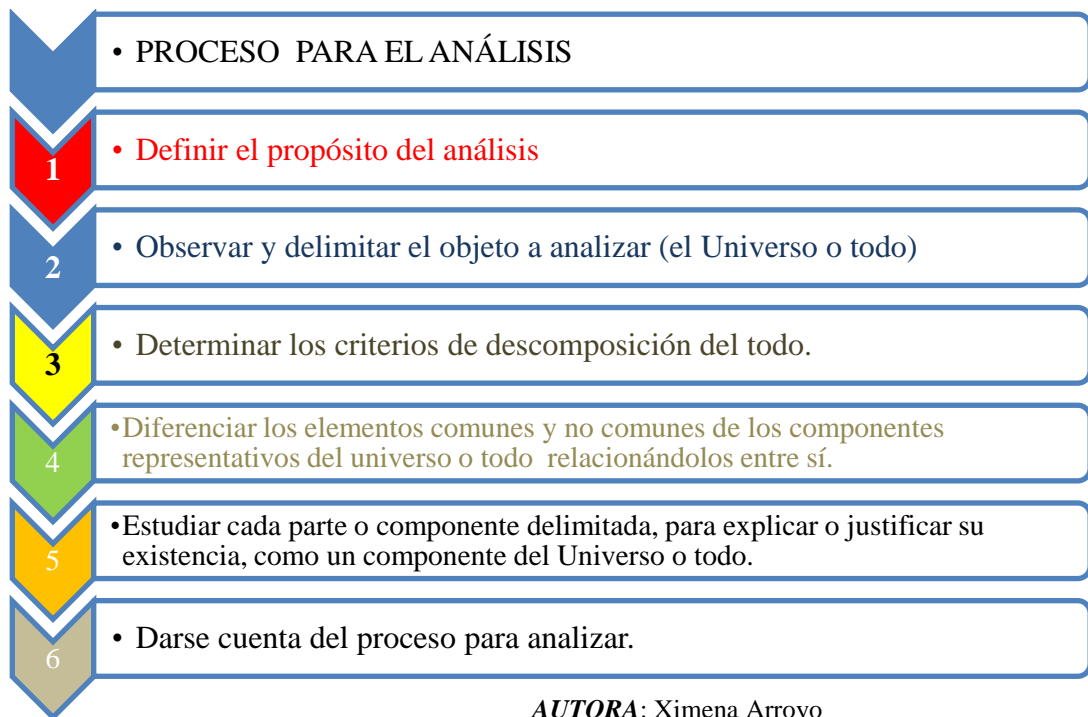 • PROCESO PARA EL ANÁLISIS
1
• Definir el propósito del análisis
2
• Observar y delimitar el objeto a analizar (el Universo o todo)
3
• Determinar los criterios de descomposición del todo.
4
•Diferenciar los elementos comunes y no comunes de los componentes
representativos del universo o todo relacionándolos entre sí.
5
•Estudiar cada parte o componente delimitada, para explicar o justificar su
existencia, como un componente del Universo o todo.
6
• Darse cuenta del proceso para analizar.
AUTORA: Ximena Arroyo